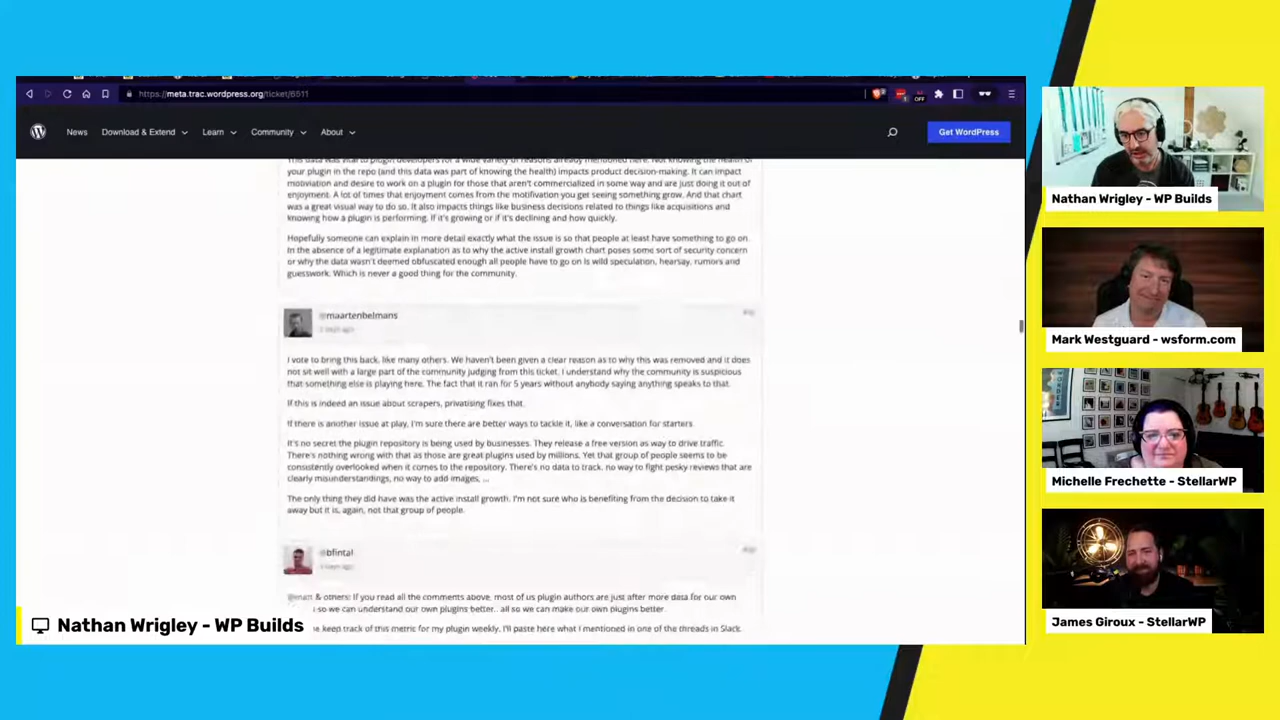 https://meta.trac.wordpress.org/ticket/6511
OFF
News
Download & Extend
Learn
Community
About
Get WordPress
This data was vital to plugin developers for a wide variety of reasons already mentioned here. Not knowing the health of
your plugin in the repo (and this data was part of knowing the health) impacts product decision-making. It can impact
motiviation and desire to work on a plugin for those that aren't commercialized in some way and are just doing it out of
enjoyment. A lot of times that enjoyment comes from the motifivation you get seeing something grow. And that chart
was a great visual way to do so. It also impacts things like business decisions related to things like acquisitions and
knowing how a plugin is performing. If it's growing or if it's declining and how quickly.
Hopefully someone can explain in more detail exactly what the issue is so that people at least have something to go on.
In the absence of a legitimate explanation as to why the active install growth chart poses some sort of security concern
or why the data wasn't deemed obfuscated enough all people have to go on is wild speculation, hearsay, rumors and
guesswork. Which is never a good thing for the community.
@maartenbelmans
I vote to bring this back, like many others. We haven't been given a clear reason as to why this was removed and it does
not sit well with a large part of the community judging from this ticket. I understand why the community is suspicious
that something else is playing here. The fact that it ran for 5 years without anybody saying anything speaks to that.
If this is indeed an issue about scrapers, privatising fixes that.
If there is another issue at play, I'm sure there are better ways to tackle it, like a conversation for starters
It's no secret the plugin repository is being used by businesses. They release a free version as way to drive traffic.
There's nothing wrong with that as those are great plugins used by millions. Yet that group of people seems to be
consistently overlooked when it comes to the repository. There's no data to track, no way to fight pesky reviews that are
clearly misunderstandings, no way to add images, ...
The only thing they did have was the active install growth. I'm not sure who is benefiting from the decision to take it
away but it is, again, not that group of people.
@bfintal
& others: If you read all the comments above, most of us plugin authors are just after more data for our own
so we can understand our own plugins better.. all so we can make our own plugins better.
keep track of this metric for my plugin weekly. I'll paste here what I mentioned in one of the threads in Slack.
Nathan Wrigley - WP Builds
Nathan Wrigley - WP Builds
Mark Westguard - wsform.com
Michelle Frechette - StellarWP
James Giroux - StellarWP